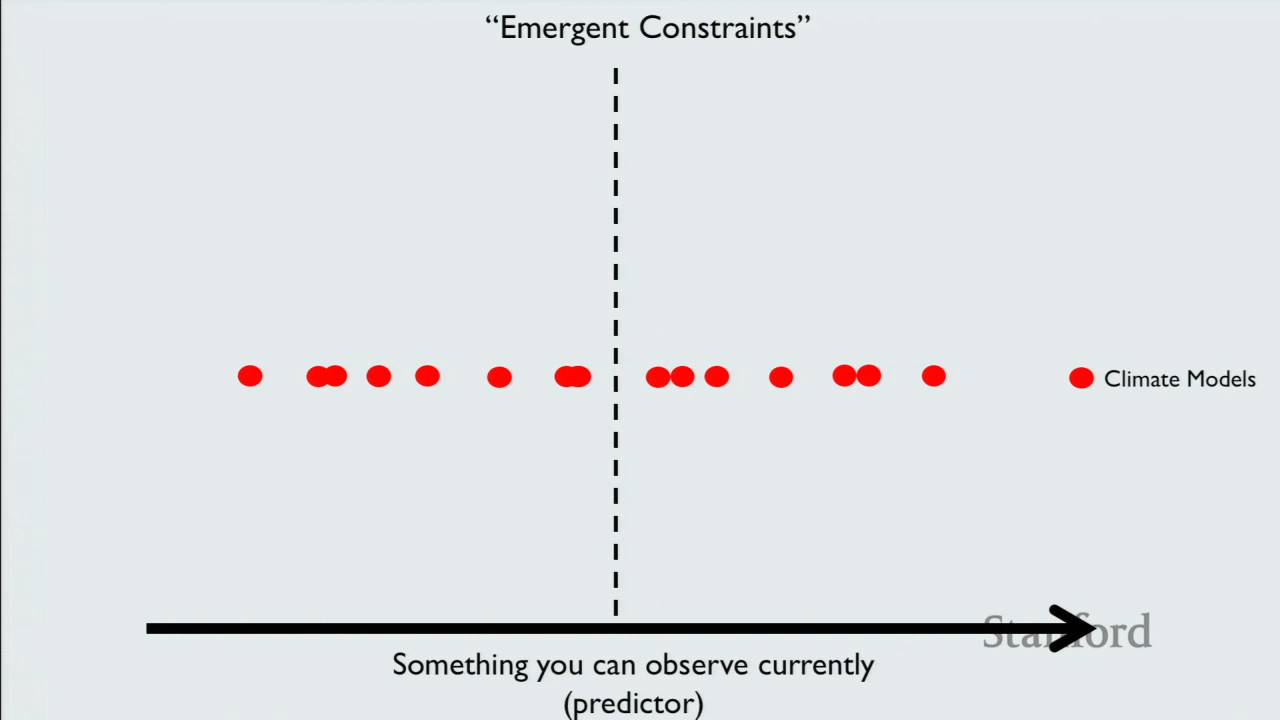 “Emergent Constraints”
Climate Models
Stanford
Something you can observe currently
(predictor)